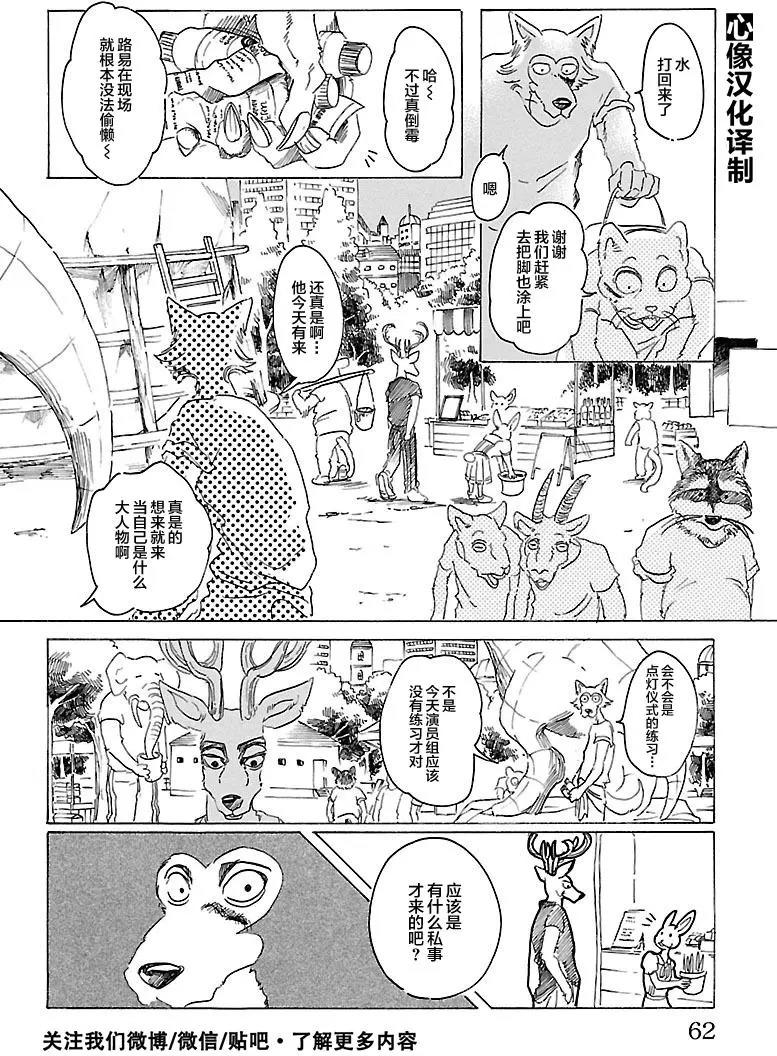 心像汉化译制
水
打回来了
嗯
谢谢
我们赶紧
去把脚也涂上吧
哈～
不过真倒霉
路易在现场
就根本没法偷懒
～
还真是啊…
他今天有来
真是的
想来就来
当自己是什么
大人物啊
会不会是
点灯仪式的练习…
不是
今天演员组应该
没有练习才对
应该是
有什么私事
才来的吧？
62
关注我们微博/微信/贴吧·了解更多内容